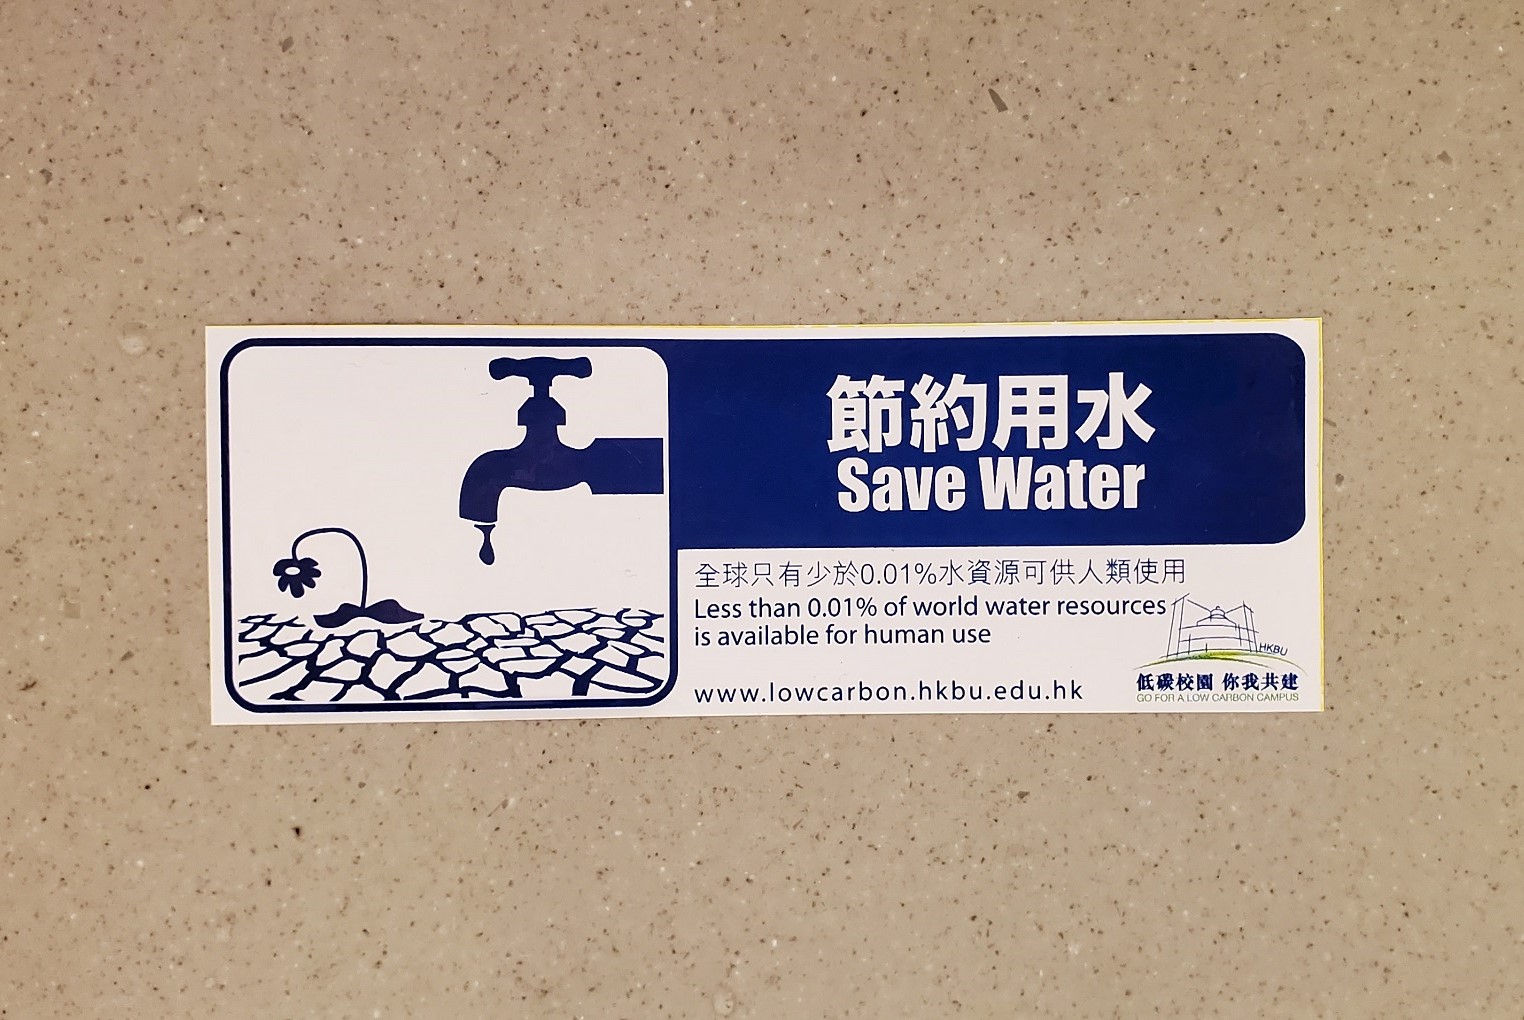 節約用水
Save Water
全球只有少於0.01%水資源可供人類使用
Less than 0.01% of world water resources
is available for human use
www.lowcarbon.hkbu.edu.hk
HKBU
低碳校園 你我共建
GO FOR A LOW CARBON CAMPUS